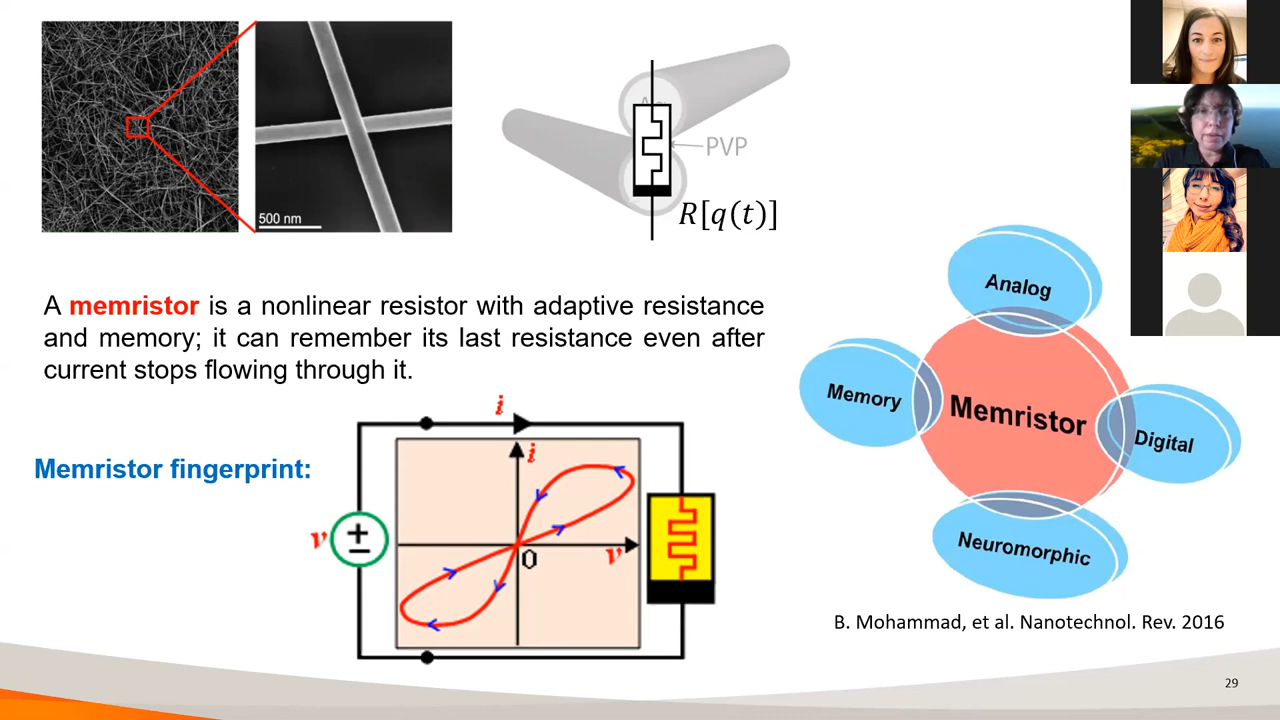 500 nm
PVP
R[q(t)]
A memristor is a nonlinear resistor with adaptive resistance
and memory; it can remember its last resistance even after
current stops flowing through it.
Memristor fingerprint:
i
i
v
v
0
Analog
Memory
Memristor
Digital
Neuromorphic
B. Mohammad, et al. Nanotechnol. Rev. 2016
29